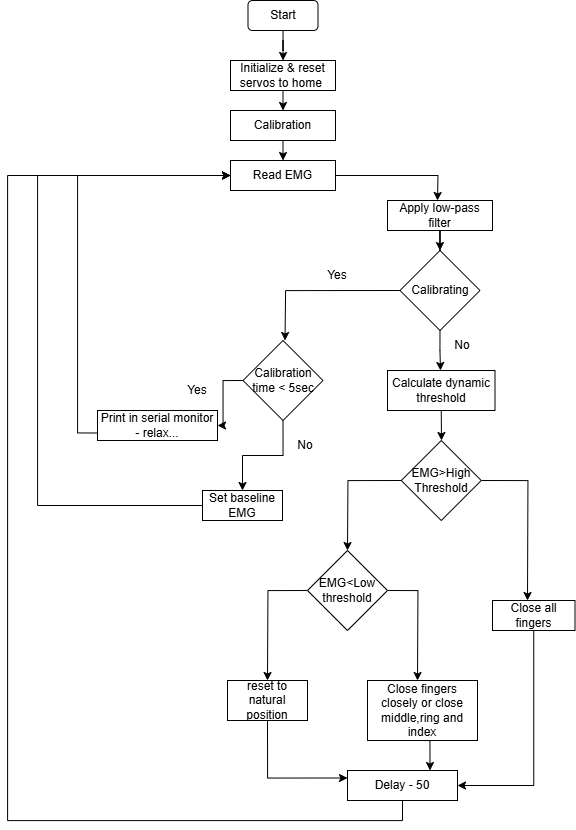 Start
Initialize & reset
servos to home
Calibration
Read EMG
Apply low-pass
filter
Yes
Calibrating
No
Calibration
time < 5sec
Calculate dynamic
threshold
Yes
Print in serial monitor
- relax...
No
EMG>High
Threshold
Set baseline
EMG
EMG<Low
threshold
Close all
fingers
reset to
natural
position
Close fingers
closely or close
middle,ring and
index
Delay - 50